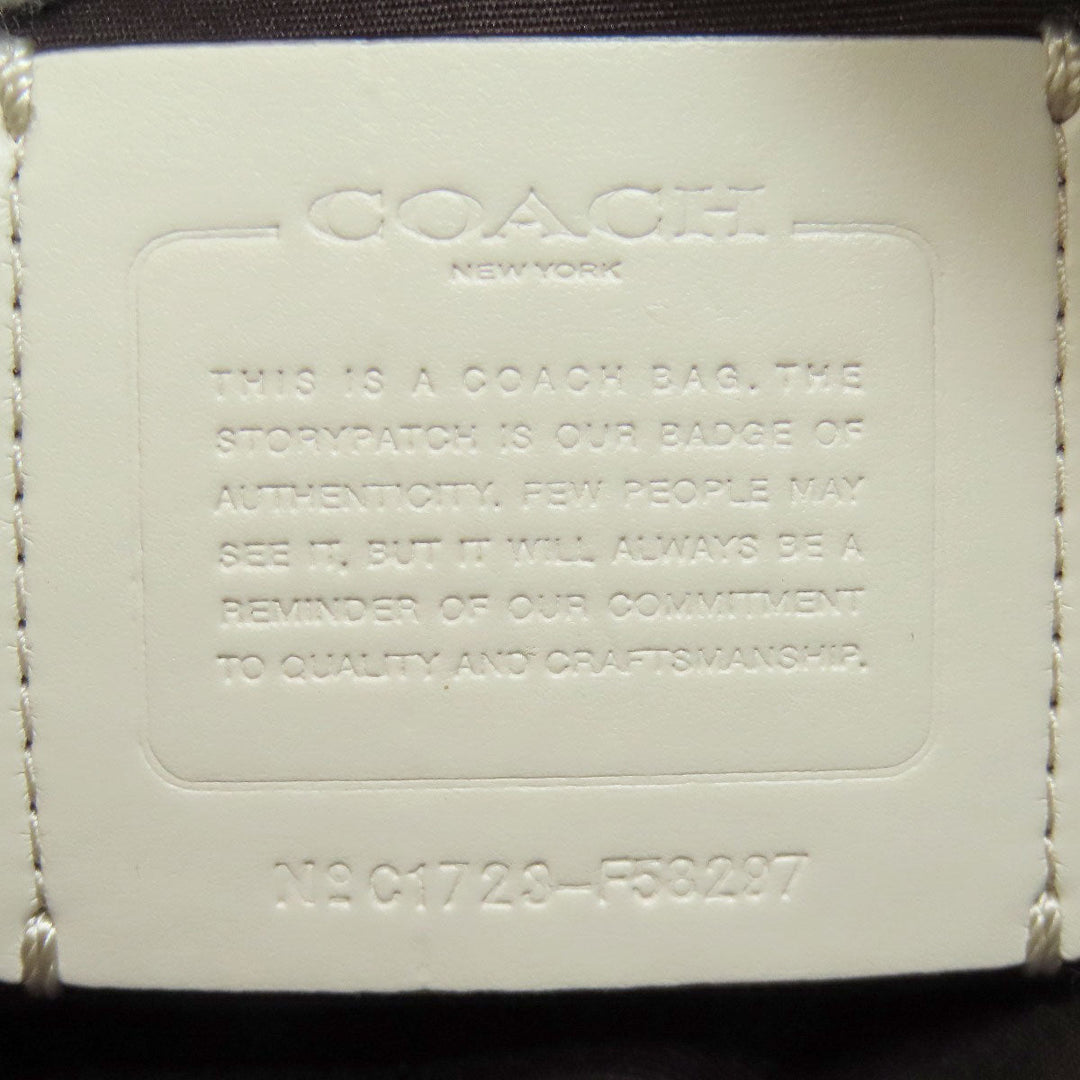 COACH
NEW YORK
THIS IS A COACH BAG. THE
STORYPATCH IS OUR BADGE OF
AUTHENTICITY. FEW PEOPLE MAY
SEE IT, BUT IT WILL ALWAYS BE A
REMINDER OF OUR COMMITMENT
TO QUALITY AND CRAFTSMANSHIP.
Nº C1723-F58297